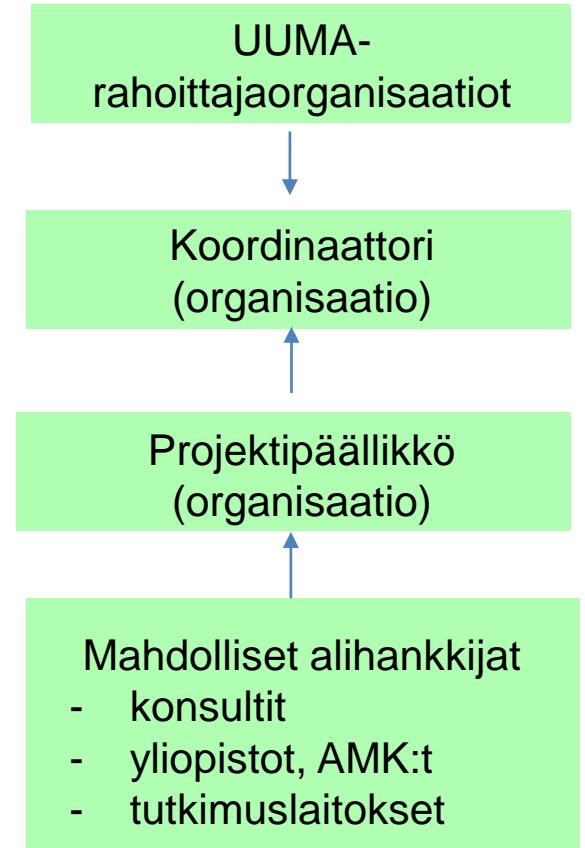 UUMA-
rahoittajaorganisaatiot
Koordinaattori
(organisaatio)
Projektipäällikkö
(organisaatio)
Mahdolliset alihankkijat
- konsultit
- yliopistot, AMK:t
- tutkimuslaitokset